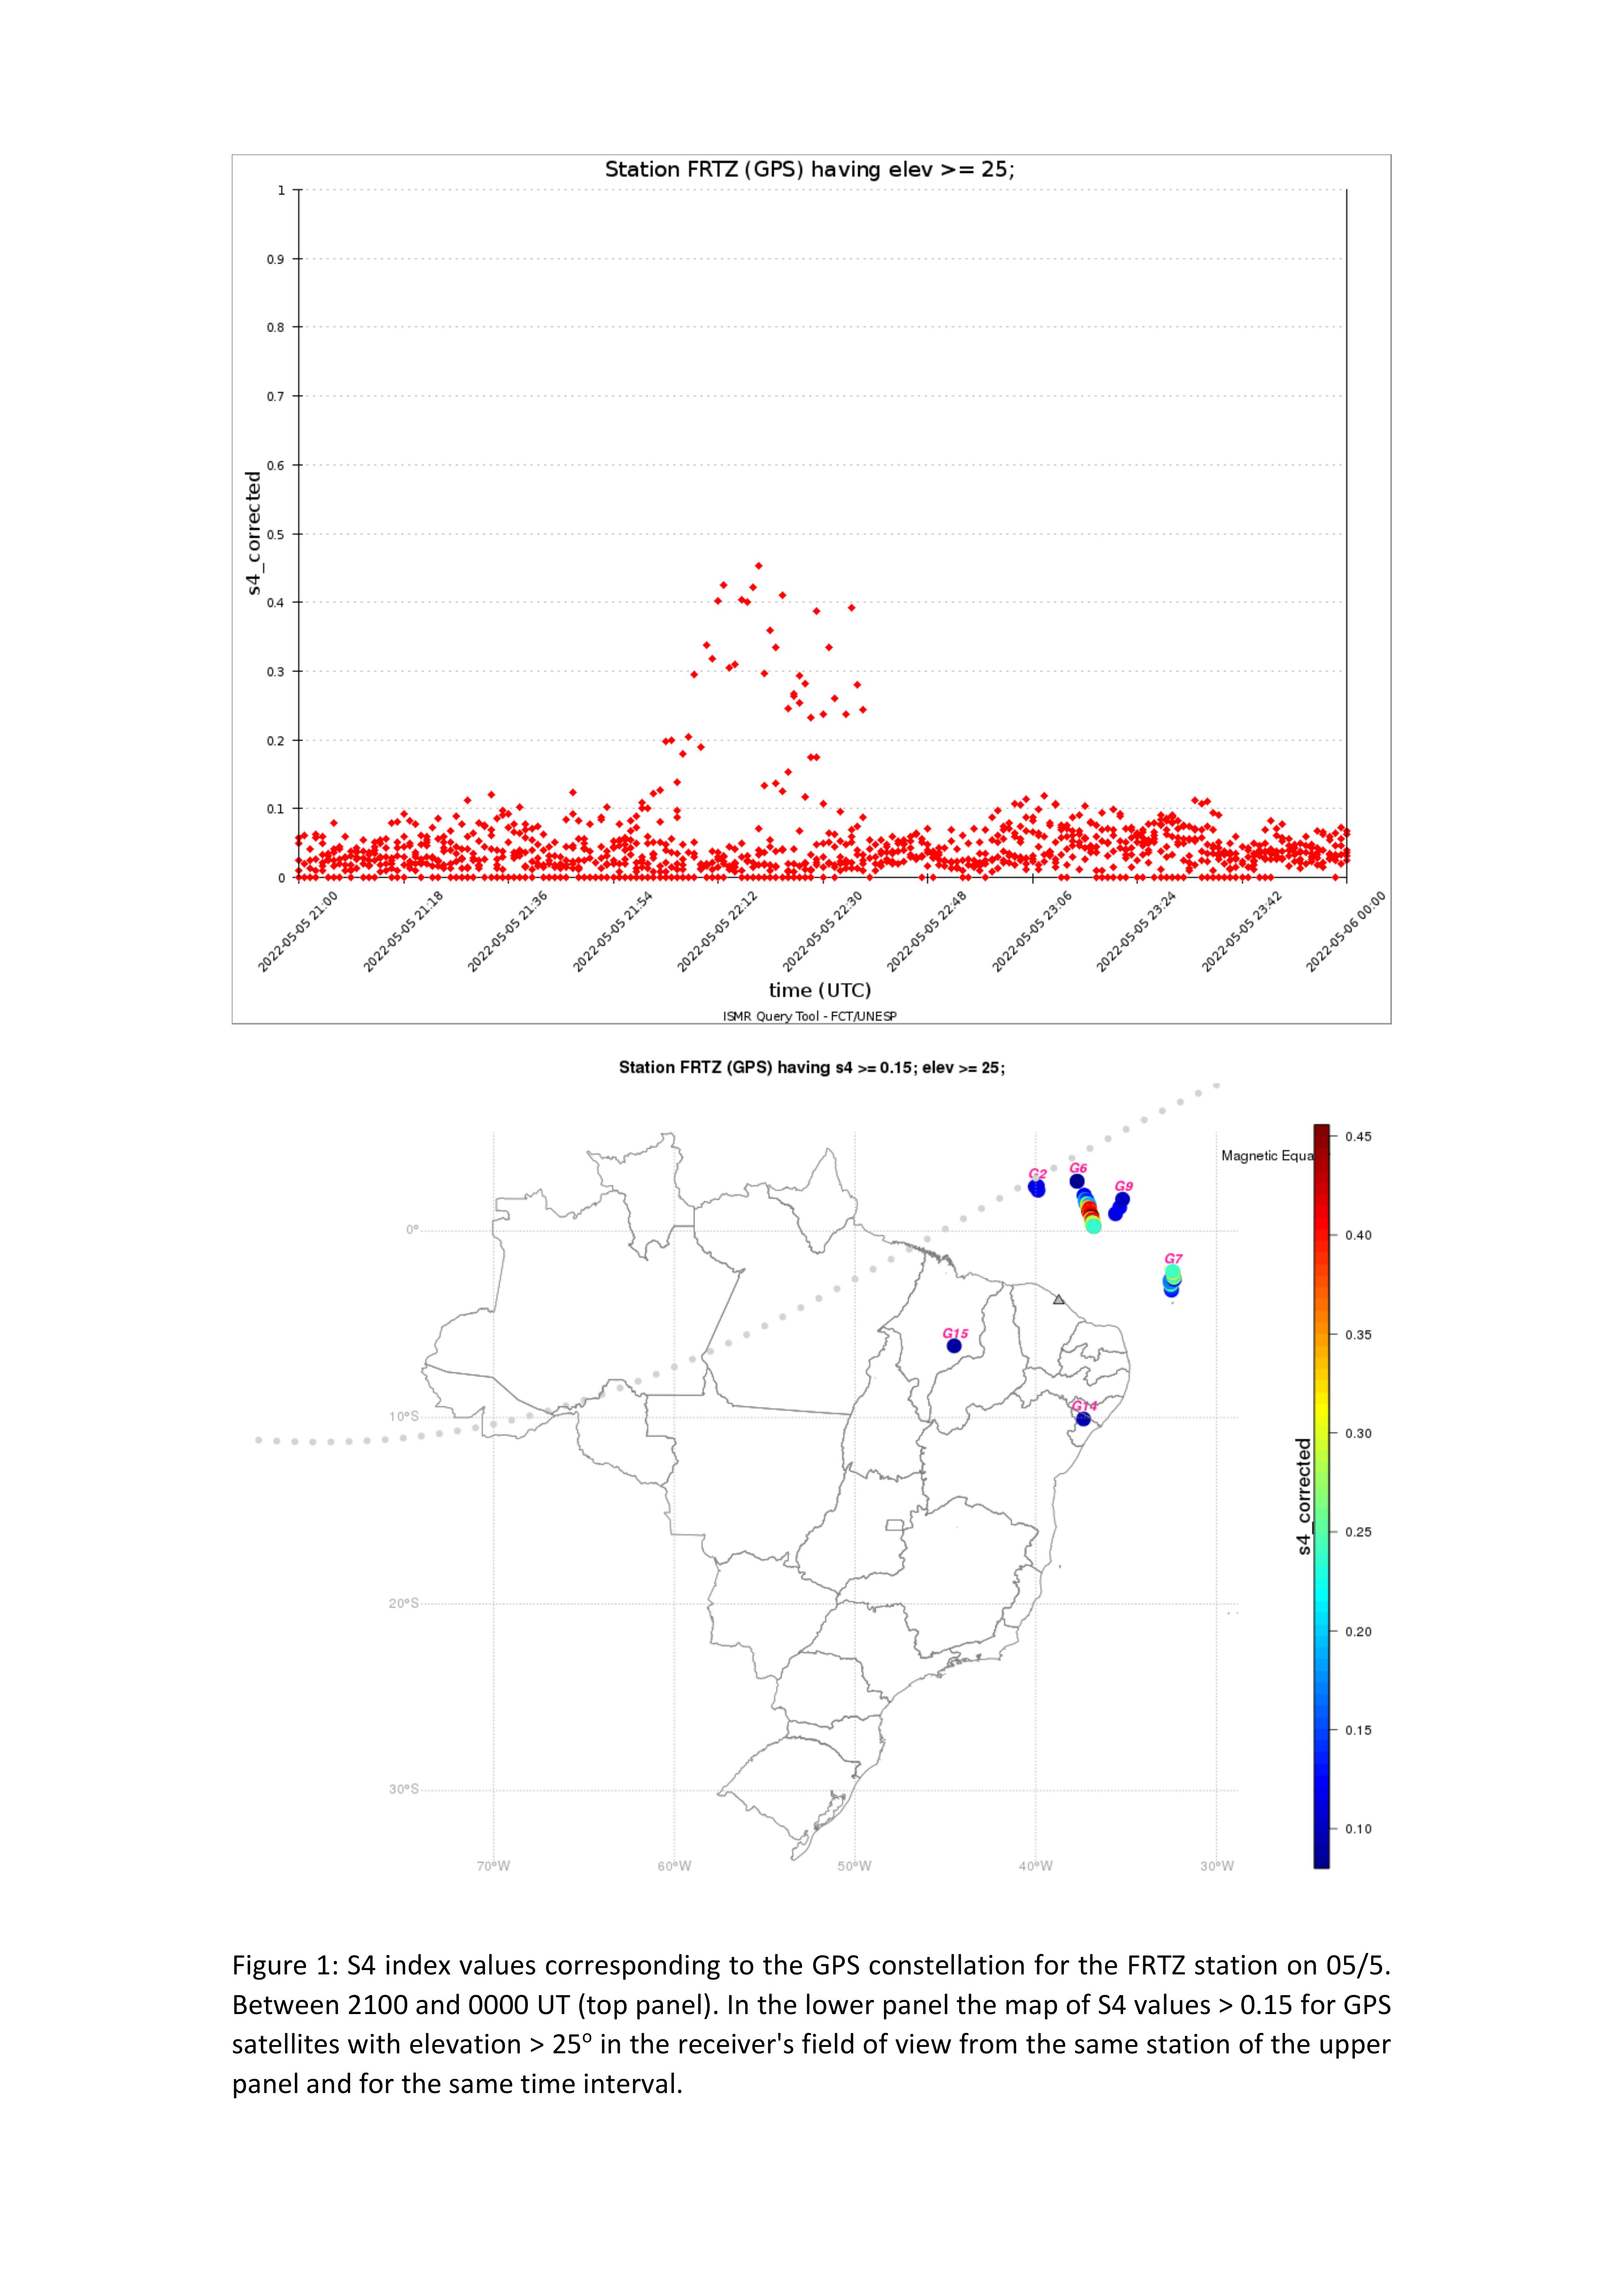 Station FRTZ (GPS) having elev >= 25;
1
0.9
0.8
0.7
0.6
0.5
0.4
0.3
0.2
0.1
0
s4_corrected
2022-05-05 21:00
2022-05-05 21:18
2022-05-05 21:36
2022-05-05 21:54
2022-05-05 22:12
2022-05-05 22:30
2022-05-05 22:48
2022-05-05 23:06
2022-05-05 23:24
2022-05-05 23:42
2022-05-06 00:00
time (UTC)
ISMR Query Tool - FCT/UNESP
Station FRTZ (GPS) having s4 >= 0.15; elev >= 25;
Magnetic Equa
G2
G6
G9
G7
G15
G14
0°
10°S
20°S
30°S
70°W
60°W
50°W
40°W
30°W
0.45
0.40
0.35
0.30
0.25
0.20
0.15
0.10
s4_corrected
Figure 1: S4 index values corresponding to the GPS constellation for the FRTZ station on 05/5.
Between 2100 and 0000 UT (top panel). In the lower panel the map of S4 values > 0.15 for GPS
satellites with elevation > 25º in the receiver's field of view from the same station of the upper
panel and for the same time interval.